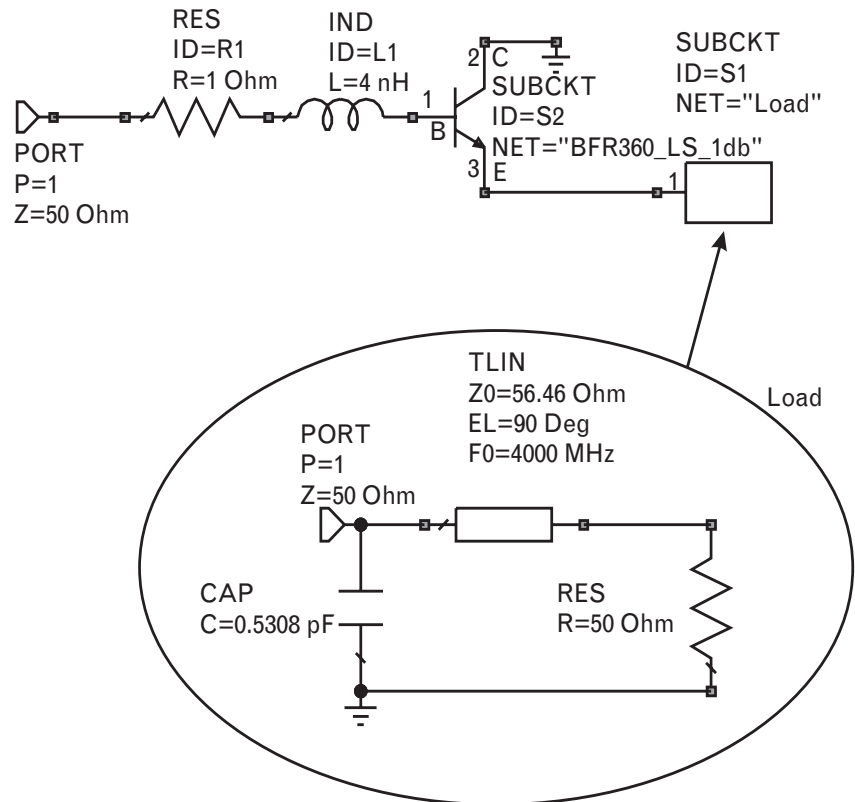 RES
ID=R1
R=1 Ohm
IND
ID=L1
L=4 nH
2 C
SUBCKT
ID=S2
NET="BFR360_LS_1db"
1
B
3 E
SUBCKT
ID=S1
NET="Load"
1
PORT
P=1
Z=50 Ohm
TLIN
Z0=56.46 Ohm
EL=90 Deg
F0=4000 MHz
Load
PORT
P=1
Z=50 Ohm
CAP
C=0.5308 pF
RES
R=50 Ohm